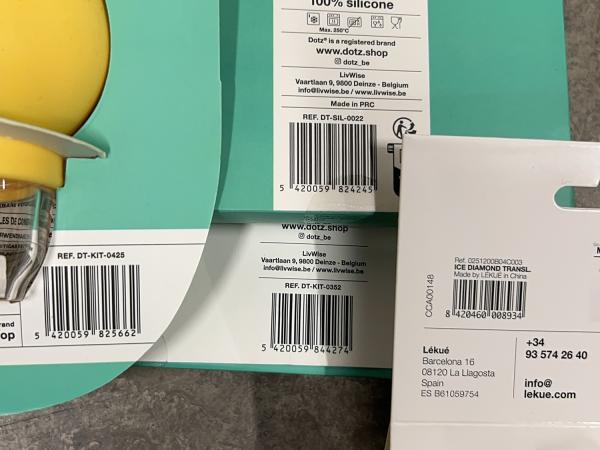 100% silicone
Max. 250°C
Dotz® is a registered brand
www.dotz.shop
dotz_be
LivWise
Vaartlaan 9, 9800 Deinze - Belgium
info@livwise.be / www.livwise.be
Made in PRC
REF. DT-SIL-0022
5 420059 824245
REF. DT-KIT-0425
5 420059 825662
www.dotz.shop
dotz_be
LivWise
Vaartlaan 9, 9800 Deinze - Belgium
info@livwise.be / www.livwise.be
REF. DT-KIT-0352
5 420059 844274
CCA00148
Ref. 0251200B04C003
ICE DIAMOND TRANSL.
Made by LÉKUÉ in China
8 420460 008934
Lékué
Barcelona 16
08120 La Llagosta
Spain
ES B61059754
+34
93 574 26 40
info@
lekue.com